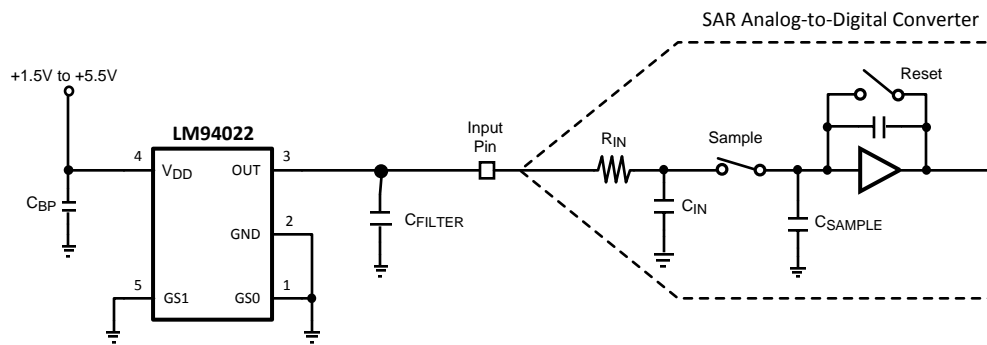 SAR Analog-to-Digital Converter
+1.5V to +5.5V
Reset
LM94022
Input
Pin
RIN
Sample
4
VDD
OUT
3
CBP
CFILTER
CIN
CSAMPLE
GND
2
5
GS1
GS0
1